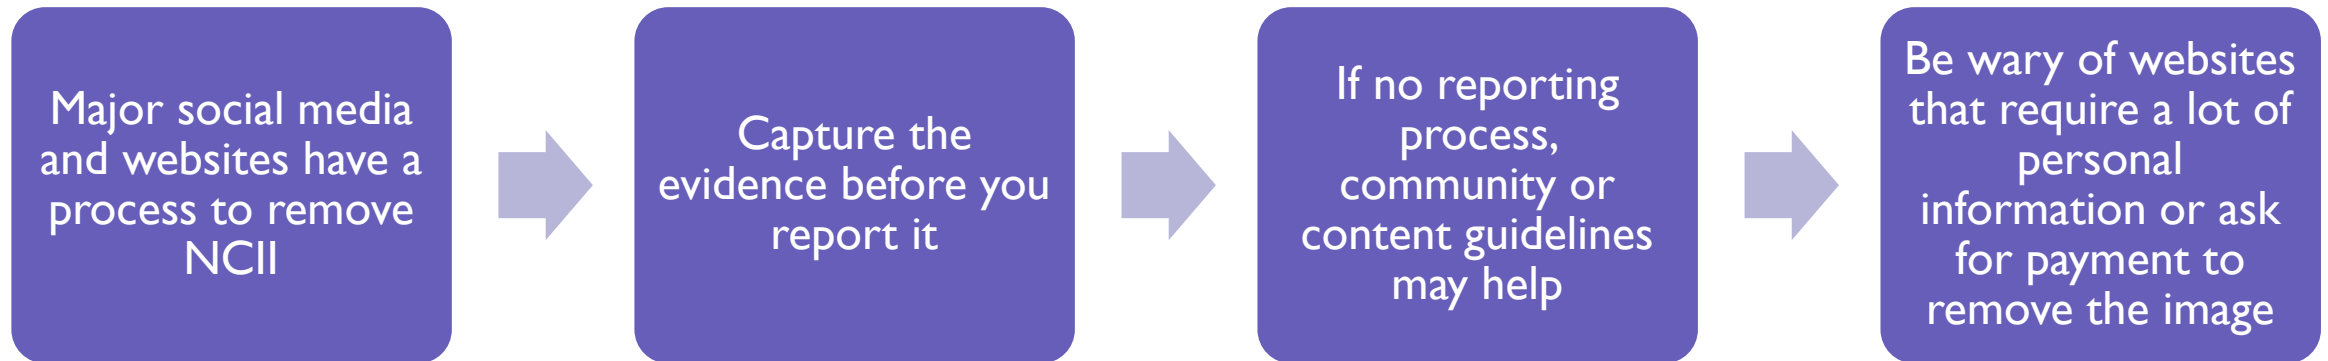 Major social media
and websites have a
process to remove
NCII
Capture the
evidence before you
report it
If no reporting
process,
community or
content guidelines
may help
Be wary of websites
that require a lot of
personal
information or ask
for payment to
remove the image